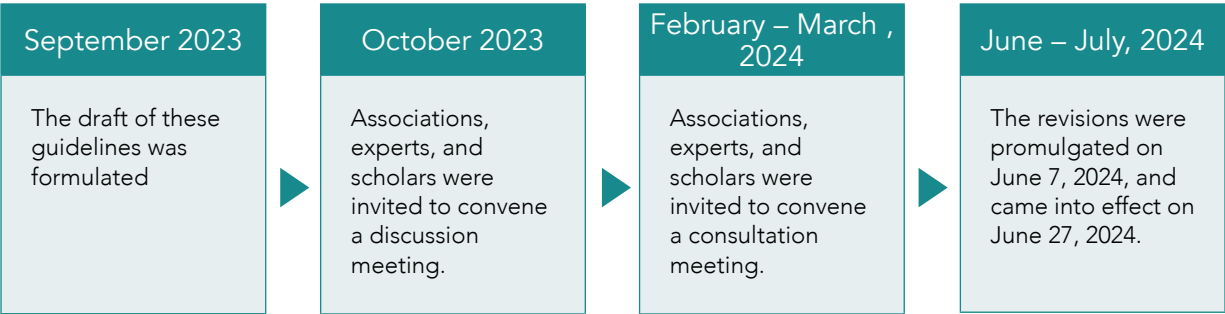 September 2023
The draft of these
guidelines was
formulated
October 2023
Associations,
experts, and
scholars were
invited to convene
a discussion
meeting.
February – March ,
2024
Associations,
experts, and
scholars were
invited to convene
a consultation
meeting.
June – July, 2024
The revisions were
promulgated on
June 7, 2024, and
came into effect on
June 27, 2024.